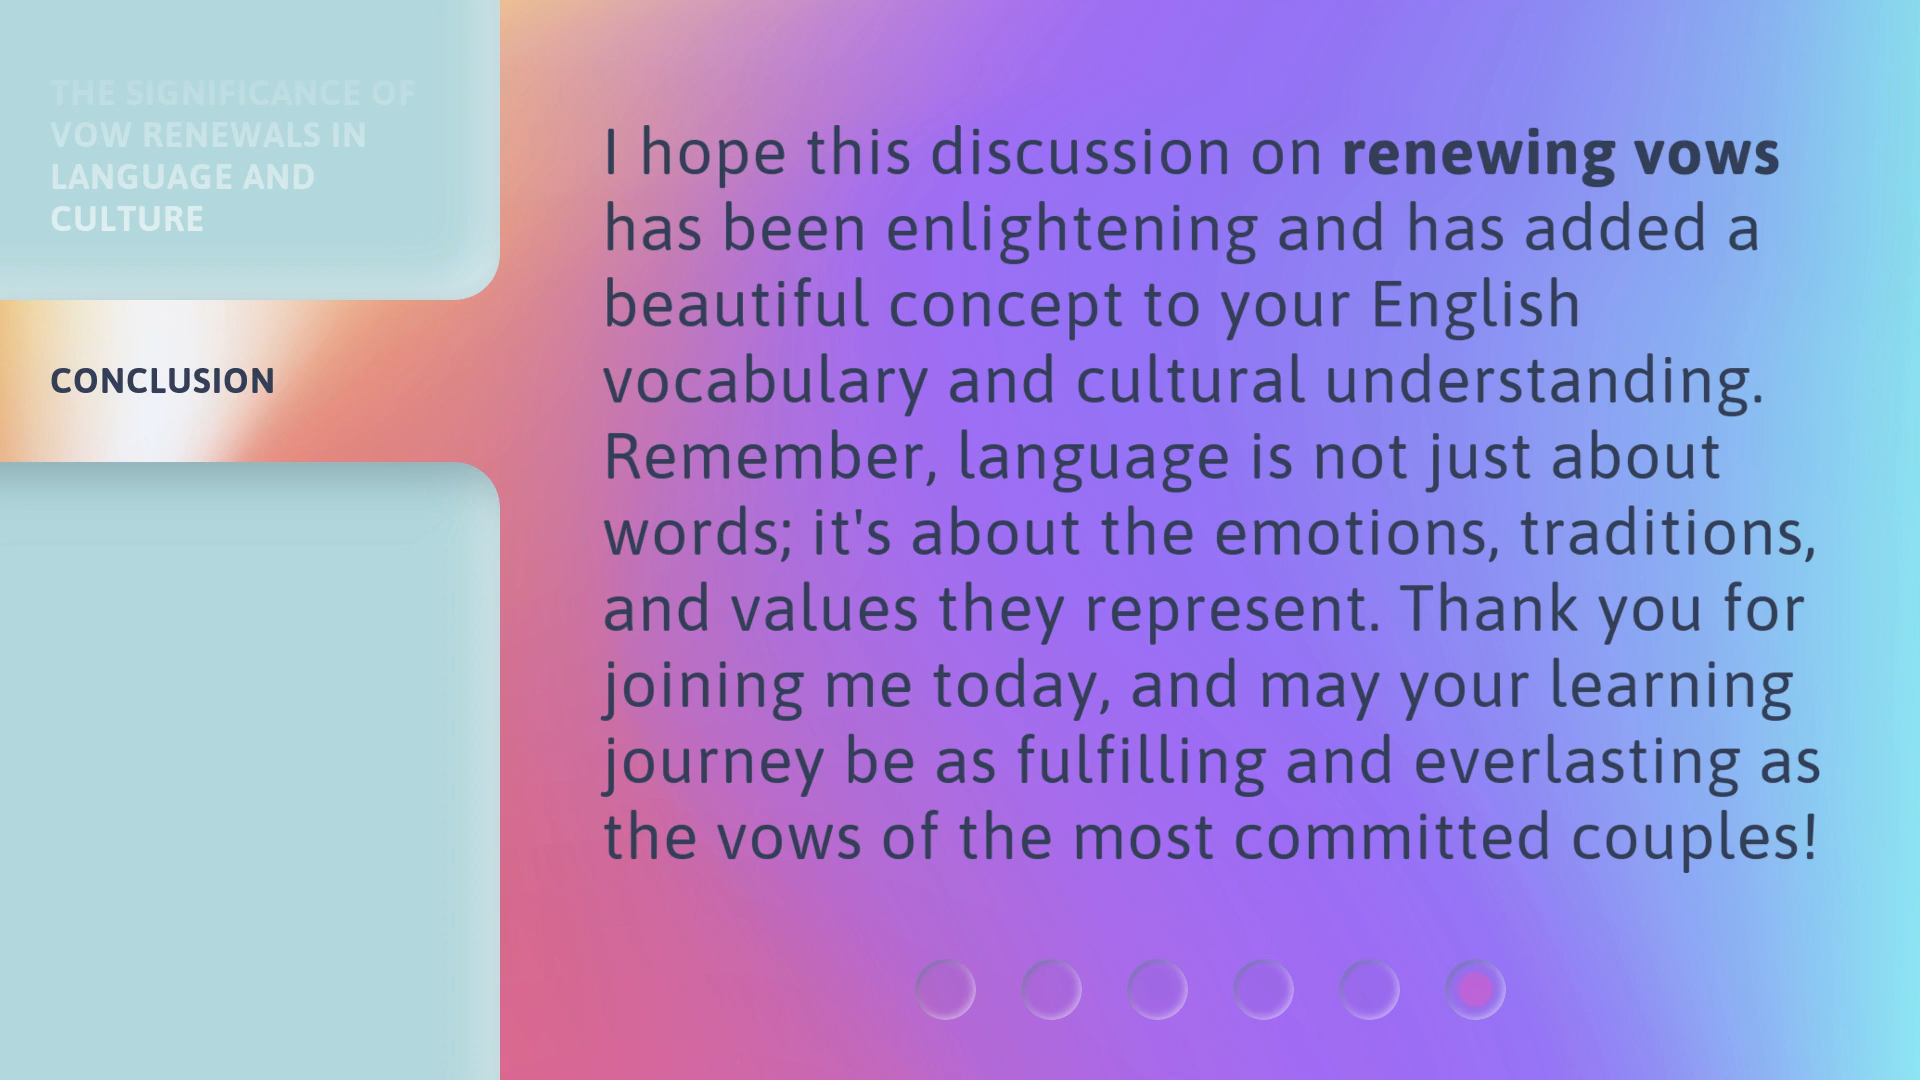 THE SIGNIFICANCE OF
VOW RENEWALS IN
LANGUAGE AND
CULTURE
CONCLUSION
I hope this discussion on renewing vows
has been enlightening and has added a
beautiful concept to your English
vocabulary and cultural understanding.
Remember, language is not just about
words; it's about the emotions, traditions,
and values they represent. Thank you for
joining me today, and may your learning
journey be as fulfilling and everlasting as
the vows of the most committed couples!